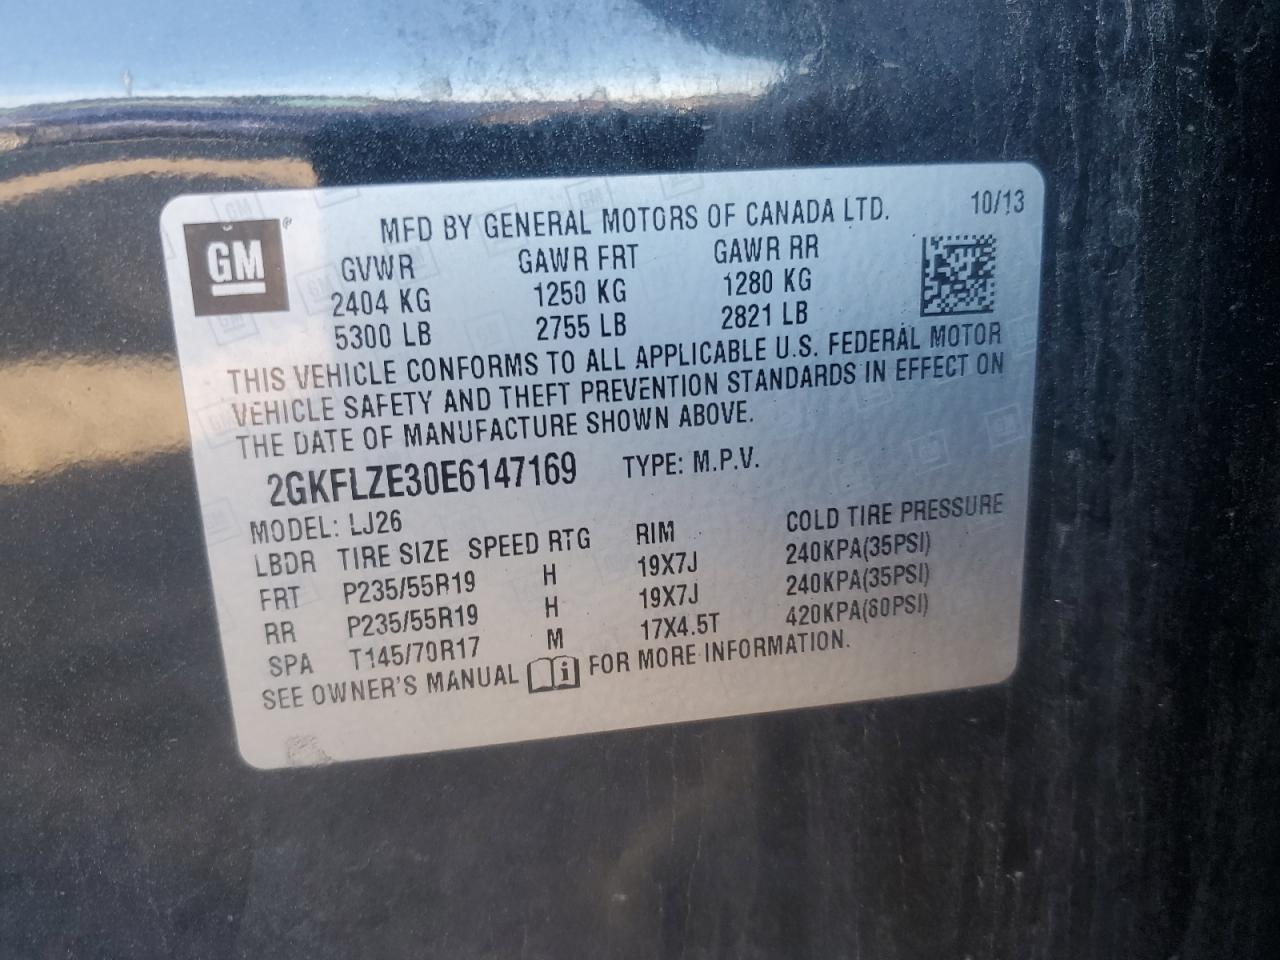 GM ®
MFD BY GENERAL MOTORS OF CANADA LTD. 10/13
GVWR GAWR FRT GAWR RR
2404 KG 1250 KG 1280 KG
5300 LB 2755 LB 2821 LB
THIS VEHICLE CONFORMS TO ALL APPLICABLE U.S. FEDERAL MOTOR
VEHICLE SAFETY AND THEFT PREVENTION STANDARDS IN EFFECT ON
THE DATE OF MANUFACTURE SHOWN ABOVE.
2GKFLZE30E6147169 TYPE: M.P.V.
MODEL: LJ26
LBDR TIRE SIZE SPEED RTG RIM COLD TIRE PRESSURE
FRT P235/55R19 H 19X7J 240KPA(35PSI)
RR P235/55R19 H 19X7J 240KPA(35PSI)
SPA T145/70R17 M 17X4.5T 420KPA(60PSI)
SEE OWNER'S MANUAL FOR MORE INFORMATION.